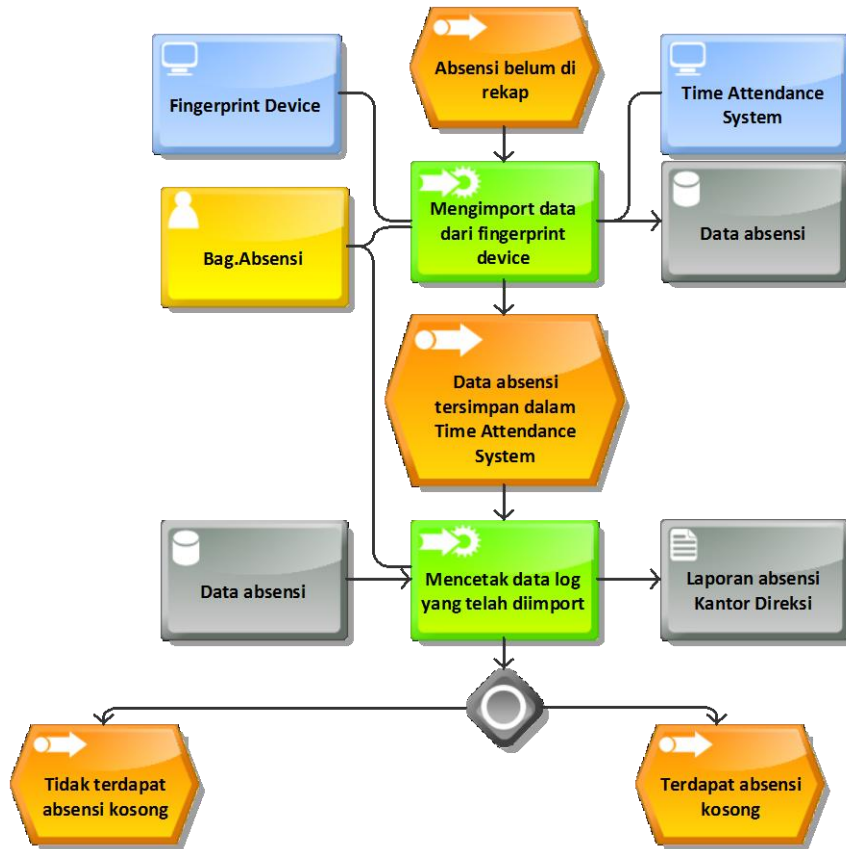 Fingerprint Device
Absensi belum di
rekap
Time Attendance
System
Bag.Absensi
Mengimport data
dari fingerprint
device
Data absensi
Data absensi
tersimpan dalam
Time Attendance
System
Data absensi
Mencetak data log
yang telah diimport
Laporan absensi
Kantor Direksi
Tidak terdapat
absensi kosong
Terdapat absensi
kosong